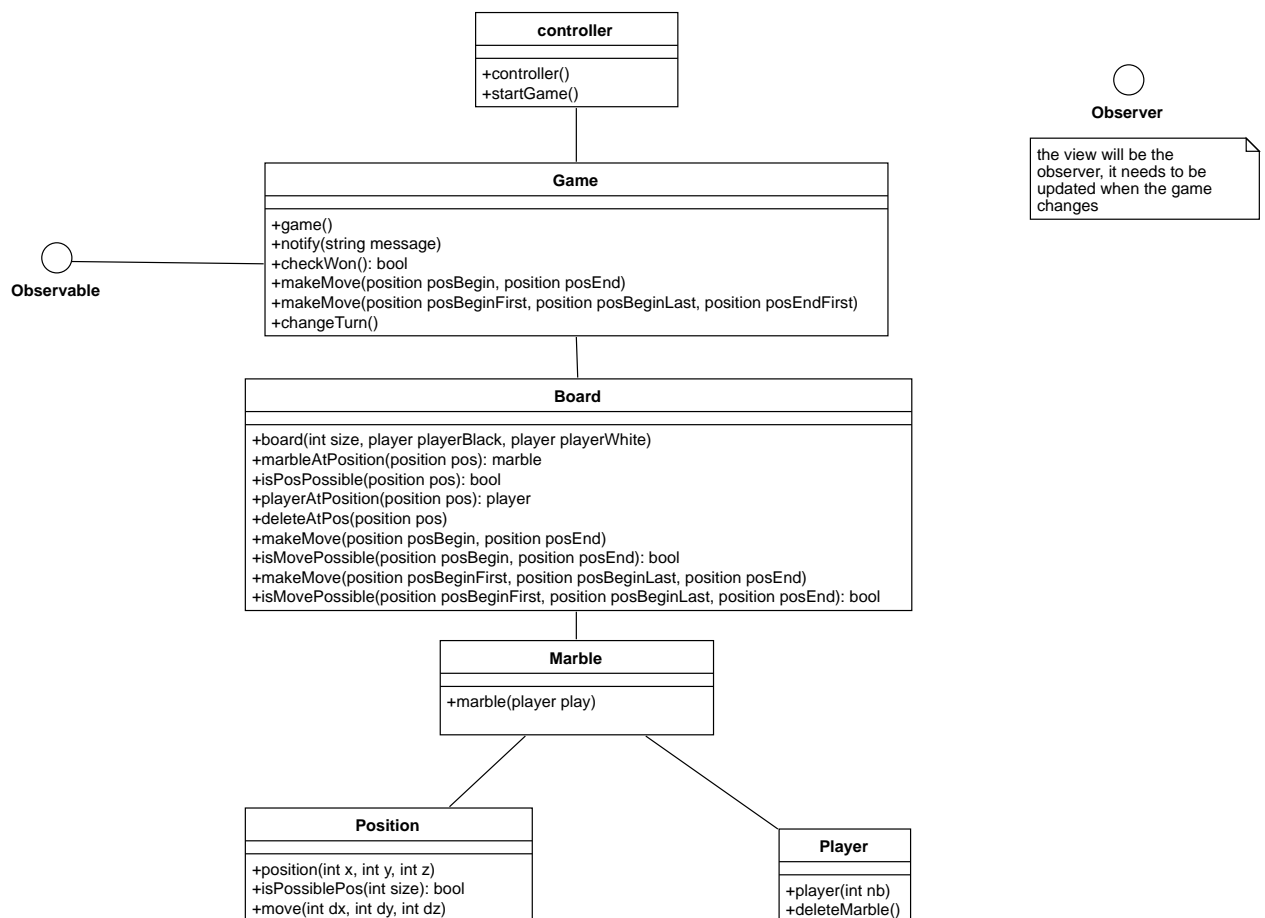 controller
+controller()
+startGame()
Observer
the view will be the
observer, it needs to be
updated when the game
changes
Game
+game()
+notify(string message)
+checkWon(): bool
+makeMove(position posBegin, position posEnd)
+makeMove(position posBeginFirst, position posBeginLast, position posEndFirst)
+changeTurn()
Observable
Board
+board(int size, player playerBlack, player playerWhite)
+marbleAtPosition(position pos): marble
+isPosPossible(position pos): bool
+playerAtPosition(position pos): player
+deleteAtPos(position pos)
+makeMove(position posBegin, position posEnd)
+isMovePossible(position posBegin, position posEnd): bool
+makeMove(position posBeginFirst, position posBeginLast, position posEnd)
+isMovePossible(position posBeginFirst, position posBeginLast, position posEnd): bool
Marble
+marble(player play)
Position
+position(int x, int y, int z)
+isPossiblePos(int size): bool
+move(int dx, int dy, int dz)
Player
+player(int nb)
+deleteMarble()